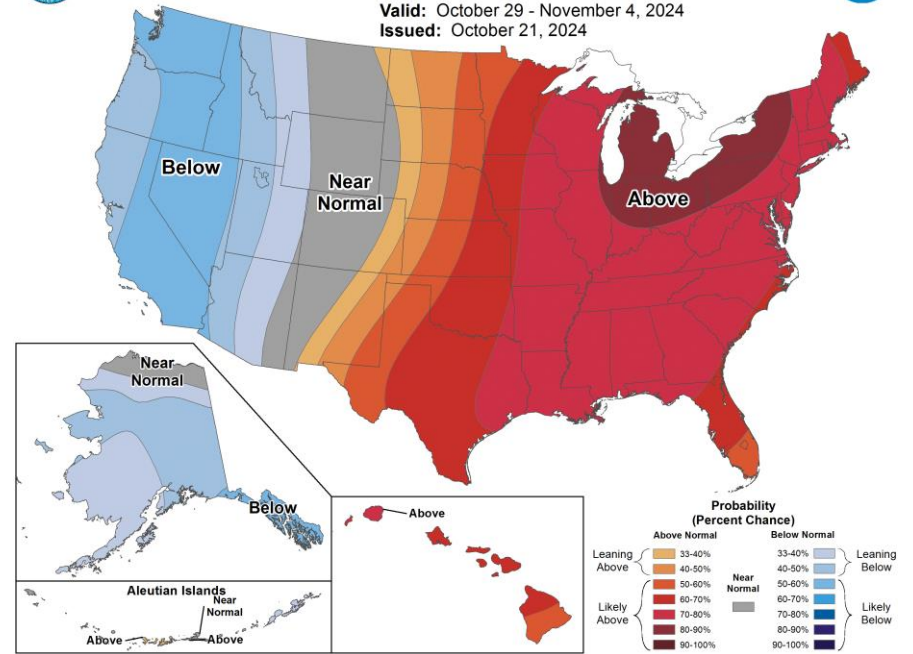 Valid: October 29 - November 4, 2024
Issued: October 21, 2024
Below
Near
Normal
Above
Near
Normal
Below
Aleutian Islands
Near
Normal
Above
Above
Above
Probability
(Percent Chance)
Above Normal
Below Normal
Leaning
Above
33-40%
40-50%
Likely
Above
50-60%
60-70%
70-80%
80-90%
90-100%
Near
Normal
33-40%
40-50%
Leaning
Below
50-60%
60-70%
70-80%
80-90%
90-100%
Likely
Below